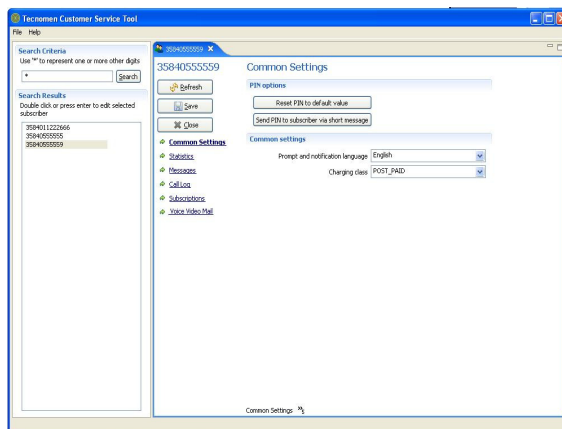 Tecnomen Customer Service Tool
File Help
Search Criteria
Use '*' to represent one or more other digits
*
Search
Search Results
Double click or press enter to edit selected
subscriber
3584011222666
35840555555
35840555559
35840555559
35840555559
Refresh
Save
Close
Common Settings
Statistics
Messages
Call Log
Subscriptions
Voice Video Mail
Common Settings
PIN options
Reset PIN to default value
Send PIN to subscriber via short message
Common settings
Prompt and notification language English
Charging class POST_PAID
Common Settings